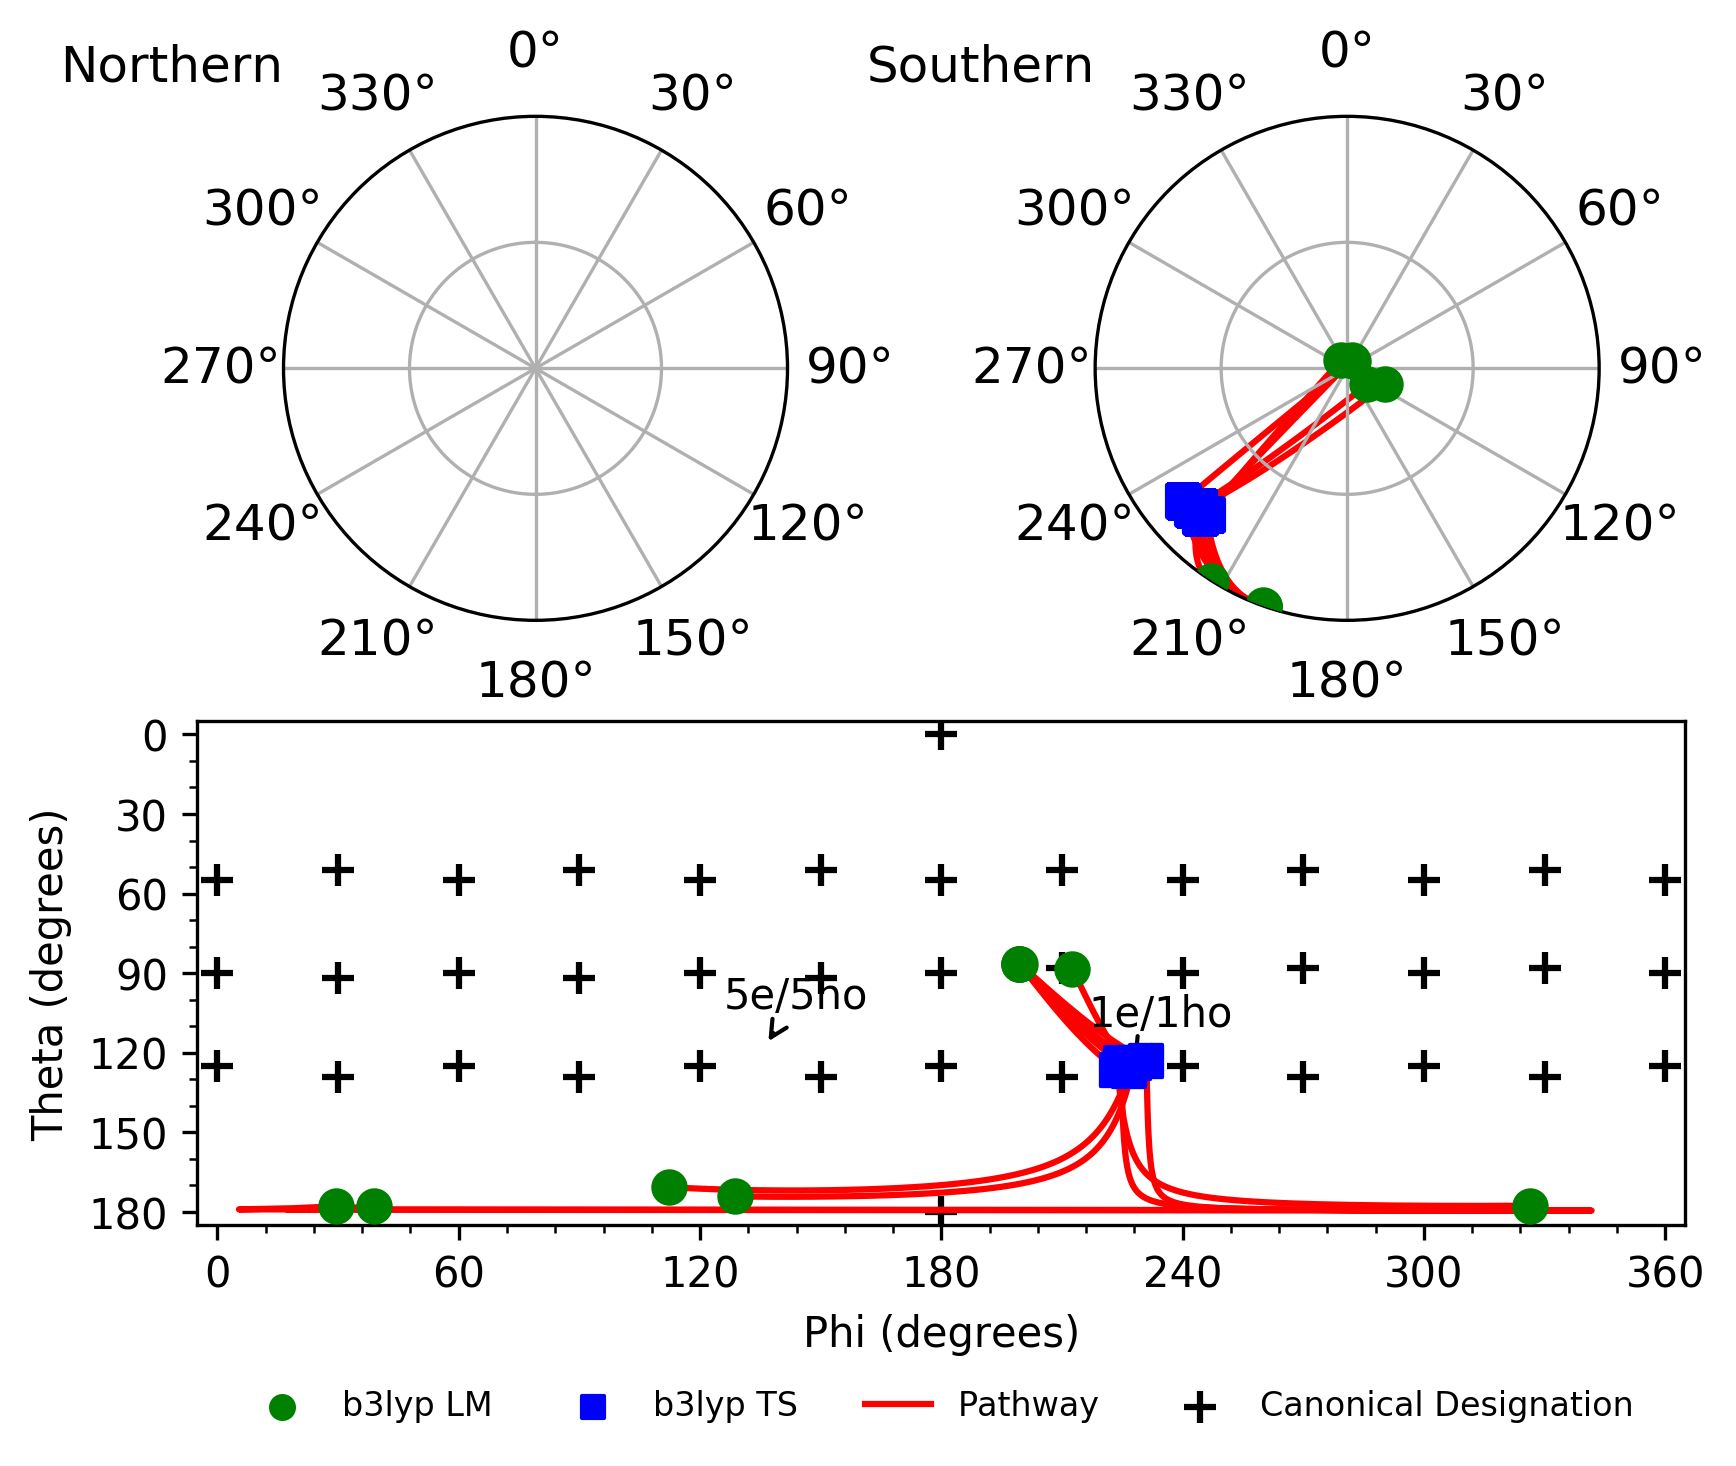 Northern
0°
330° 30°
300° 60°
270° 90°
240° 120°
210° 150°
180°
Southern
0°
330° 30°
300° 60°
270° 90°
240° 120°
210° 150°
180°
Theta (degrees)
0
30
60
90
120
150
180
5e/5ho
1e/1ho
0 60 120 180 240 300 360
Phi (degrees)
b3lyp LM b3lyp TS Pathway Canonical Designation